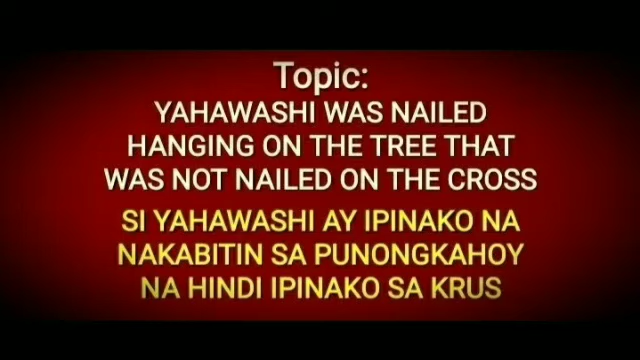 Topic:
YAHAWASHI WAS NAILED
HANGING ON THE TREE THAT
WAS NOT NAILED ON THE CROSS
SI YAHAWASHI AY IPINAKO NA
NAKABITIN SA PUNONGKAHOY
NA HINDI IPINAKO SA KRUS